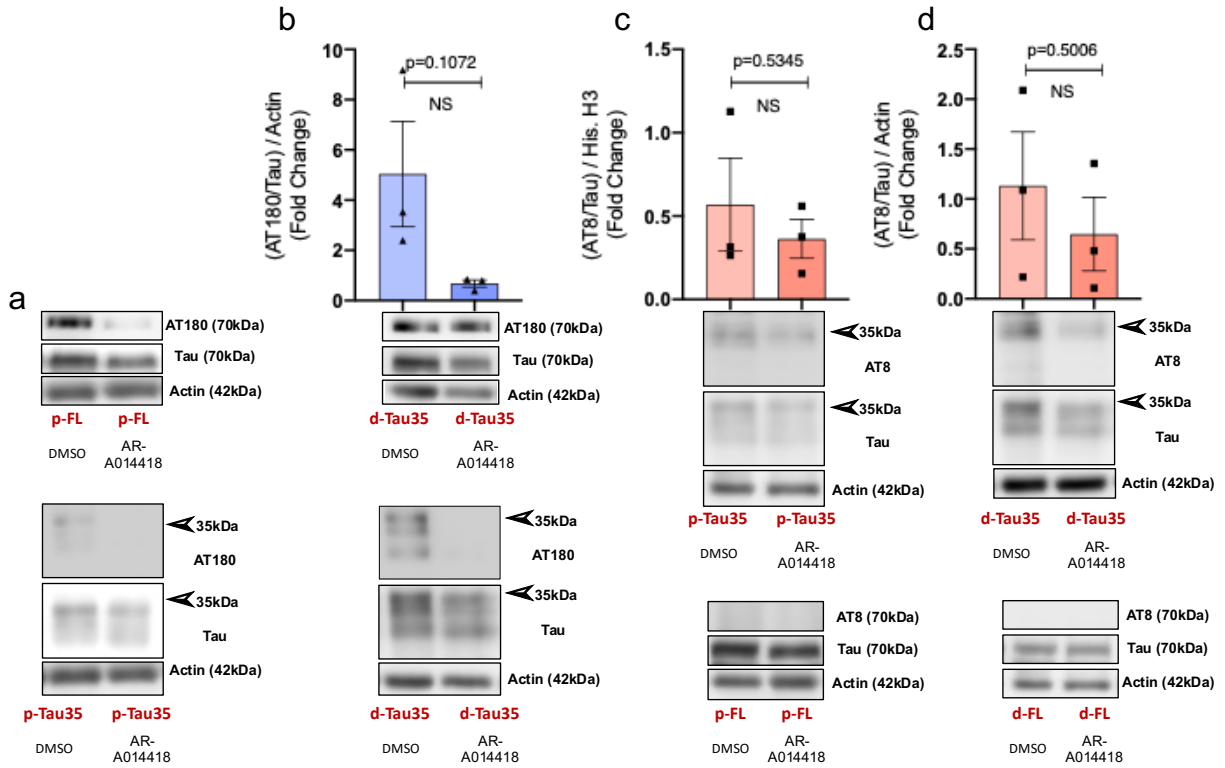 a
AT180 (70kDa)
Tau (70kDa)
Actin (42kDa)
p-FL p-FL
DMSO AR-
A014418
35kDa
AT180
35kDa
Tau
Actin (42kDa)
p-Tau35 p-Tau35
DMSO AR-
A014418
b
(AT180/Tau) / Actin
(Fold Change)
10
8
6
4
2
0
p=0.1072
NS
AT180 (70kDa)
Tau (70kDa)
Actin (42kDa)
d-Tau35 d-Tau35
DMSO AR-
A014418
35kDa
AT180
35kDa
Tau
Actin (42kDa)
d-Tau35 d-Tau35
DMSO AR-
A014418
c
(AT8/Tau) / His. H3
(Fold Change)
1.5
1.0
0.5
0.0
p=0.5345
NS
35kDa
AT8
35kDa
Tau
Actin (42kDa)
p-Tau35 p-Tau35
DMSO AR-
A014418
AT8 (70kDa)
Tau (70kDa)
Actin (42kDa)
p-FL p-FL
DMSO AR-
A014418
d
(AT8/Tau) / Actin
(Fold Change)
2.5
2.0
1.5
1.0
0.5
0.0
p=0.5006
NS
35kDa
AT8
35kDa
Tau
Actin (42kDa)
d-Tau35 d-Tau35
DMSO AR-
A014418
AT8 (70kDa)
Tau (70kDa)
Actin (42kDa)
d-FL d-FL
DMSO AR-
A014418